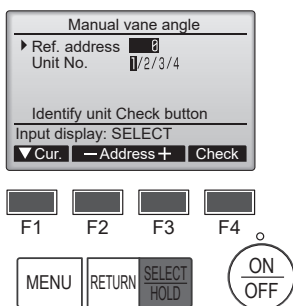 Manual vane angle
Ref. address 0
Unit No. 1/2/3/4
Identify unit Check button
Input display: SELECT
▼Cur. －Address＋ Check
F1 F2 F3 F4
MENU RETURN SELECT/HOLD ON/OFF